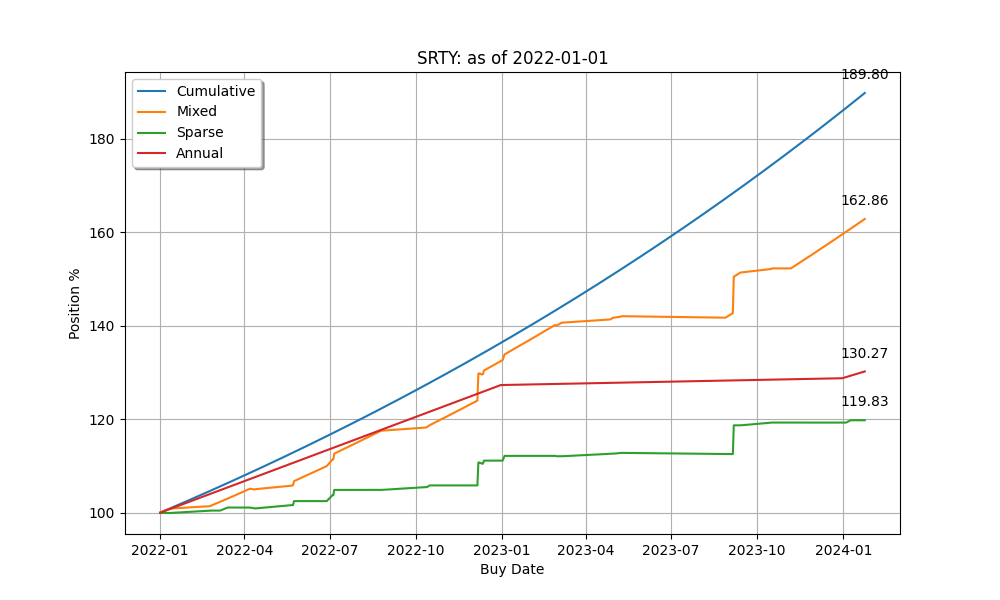 SRTY: as of 2022-01-01
189.80
Cumulative
Mixed
Sparse
Annual
180
162.86
160
Position %
140
130.27
119.83
120
100
2022-01 2022-04 2022-07 2022-10 2023-01 2023-04 2023-07 2023-10 2024-01
Buy Date